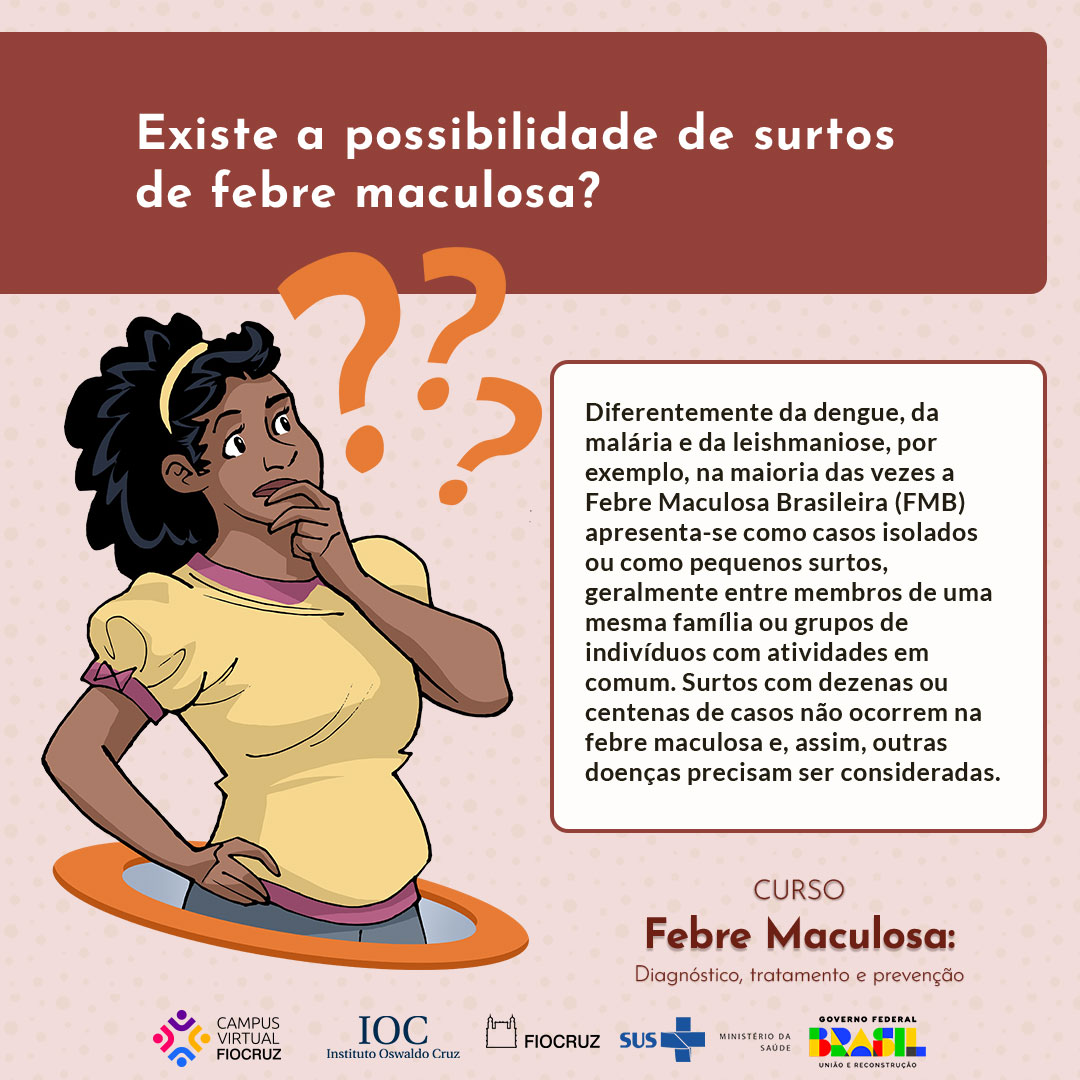 Existe a possibilidade de surtos
de febre maculosa?
???
Diferentemente da dengue, da
malária e da leishmaniose, por
exemplo, na maioria das vezes a
Febre Maculosa Brasileira (FMB)
apresenta-se como casos isolados
ou como pequenos surtos,
geralmente entre membros de uma
mesma família ou grupos de
indivíduos com atividades em
comum. Surtos com dezenas ou
centenas de casos não ocorrem na
febre maculosa e, assim, outras
doenças precisam ser consideradas.
CURSO
Febre Maculosa:
Diagnóstico, tratamento e prevenção
CAMPUS
VIRTUAL
FIOCRUZ
IOC
Instituto Oswaldo Cruz
FIOCRUZ
SUS
MINISTÉRIO DA
SAÚDE
GOVERNO FEDERAL
BRASIL
UNIÃO E RECONSTRUÇÃO